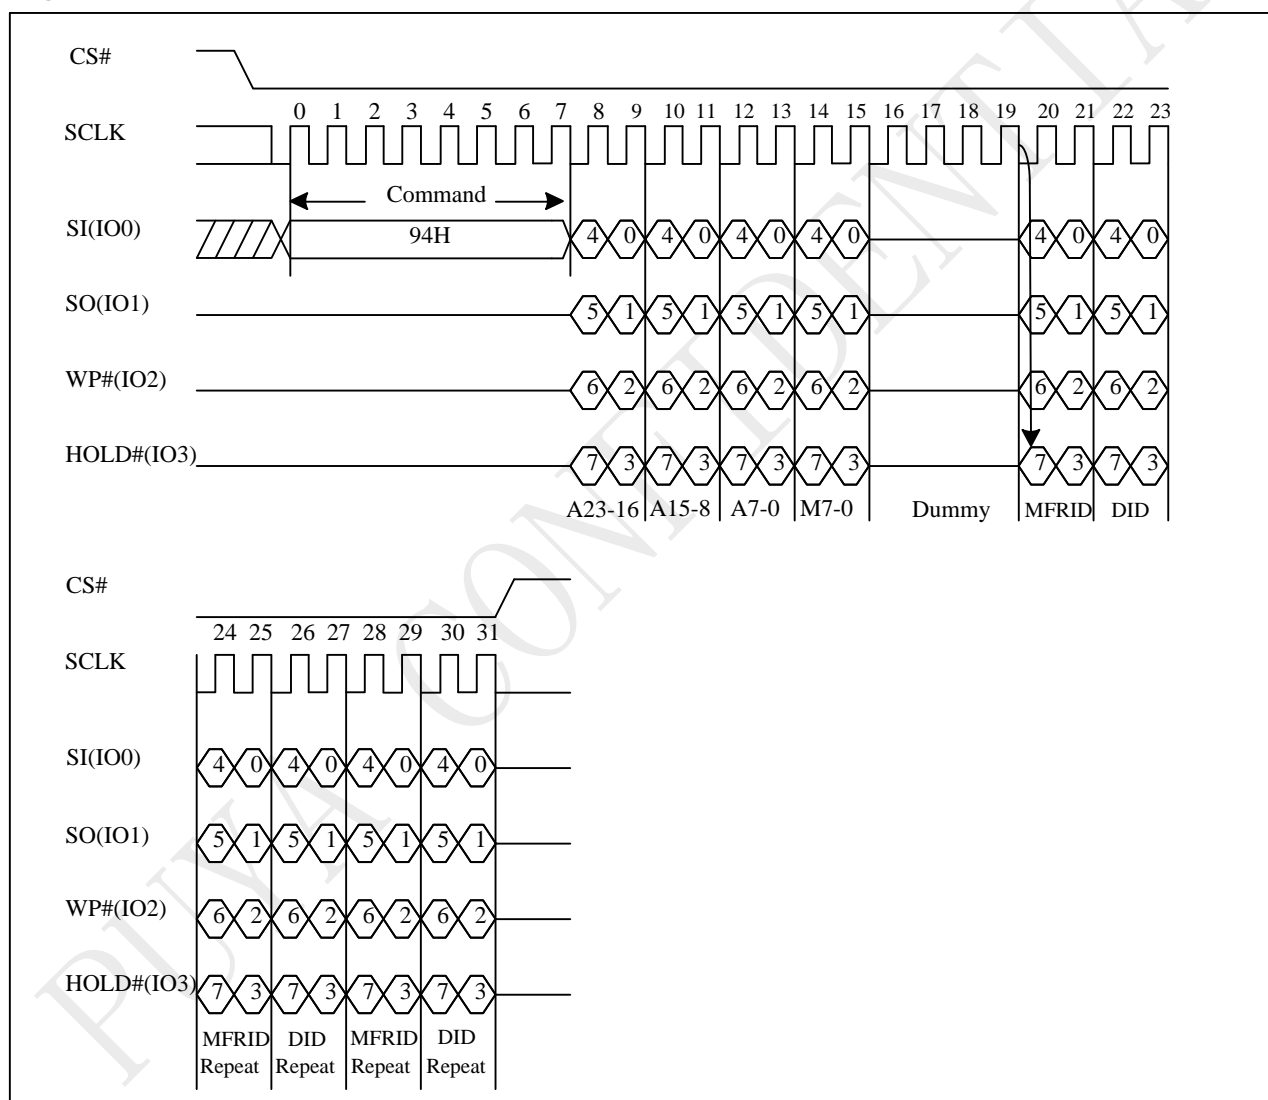 CS#
0 1 2 3 4 5 6 7 8 9 10 11 12 13 14 15 16 17 18 19 20 21 22 23
SCLK
Command
SI(IO0) 94H 4 0 4 0 4 0 4 0 4 0 4 0
SO(IO1) 5 1 5 1 5 1 5 1 5 1 5 1
WP#(IO2) 6 2 6 2 6 2 6 2 6 2 6 2
HOLD#(IO3) 7 3 7 3 7 3 7 3 7 3 7 3
A23-16 A15-8 A7-0 M7-0 Dummy MFRID DID
CS#
24 25 26 27 28 29 30 31
SCLK
SI(IO0) 4 0 4 0 4 0 4 0
SO(IO1) 5 1 5 1 5 1 5 1
WP#(IO2) 6 2 6 2 6 2 6 2
HOLD#(IO3) 7 3 7 3 7 3 7 3
MFRID DID MFRID DID
Repeat Repeat Repeat Repeat
PUYA CONFIDENTIA